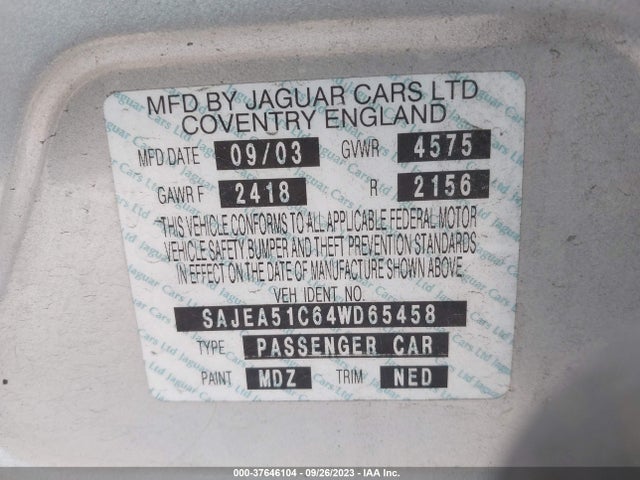 MFD BY JAGUAR CARS LTD
COVENTRY ENGLAND
MFD DATE 09/03 GVWR 4575
GAWR F 2418 R 2156
THIS VEHICLE CONFORMS TO ALL APPLICABLE FEDERAL MOTOR
VEHICLE SAFETY, BUMPER AND THEFT PREVENTION STANDARDS
IN EFFECT ON THE DATE OF MANUFACTURE SHOWN ABOVE.
VEH IDENT NO.
SAJEA51C64WD65458
TYPE PASSENGER CAR
PAINT MDZ TRIM NED
000-37646104 - 09/26/2023 - IAA Inc.